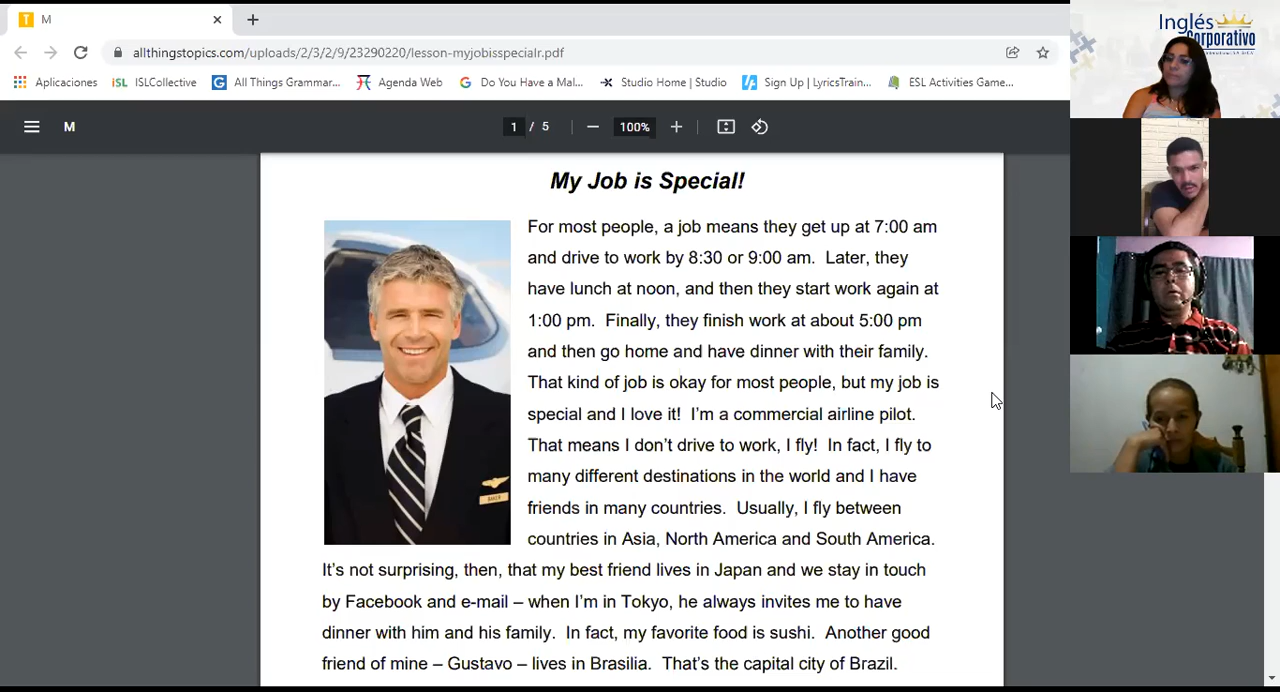 M
allthingstopics.com/uploads/2/3/2/9/23290220/lesson-myjobisspecialr.pdf
Aplicaciones iSL ISLCollective All Things Grammar... Agenda Web Do You Have a Mal... Studio Home | Studio Sign Up | LyricsTrain... ESL Activities Game...
M 1 / 5 100%
Inglés
Corporativo
My Job is Special!
For most people, a job means they get up at 7:00 am
and drive to work by 8:30 or 9:00 am. Later, they
have lunch at noon, and then they start work again at
1:00 pm. Finally, they finish work at about 5:00 pm
and then go home and have dinner with their family.
That kind of job is okay for most people, but my job is
special and I love it! I'm a commercial airline pilot.
That means I don't drive to work, I fly! In fact, I fly to
many different destinations in the world and I have
friends in many countries. Usually, I fly between
countries in Asia, North America and South America.
It's not surprising, then, that my best friend lives in Japan and we stay in touch
by Facebook and e-mail – when I'm in Tokyo, he always invites me to have
dinner with him and his family. In fact, my favorite food is sushi. Another good
friend of mine – Gustavo – lives in Brasilia. That's the capital city of Brazil.